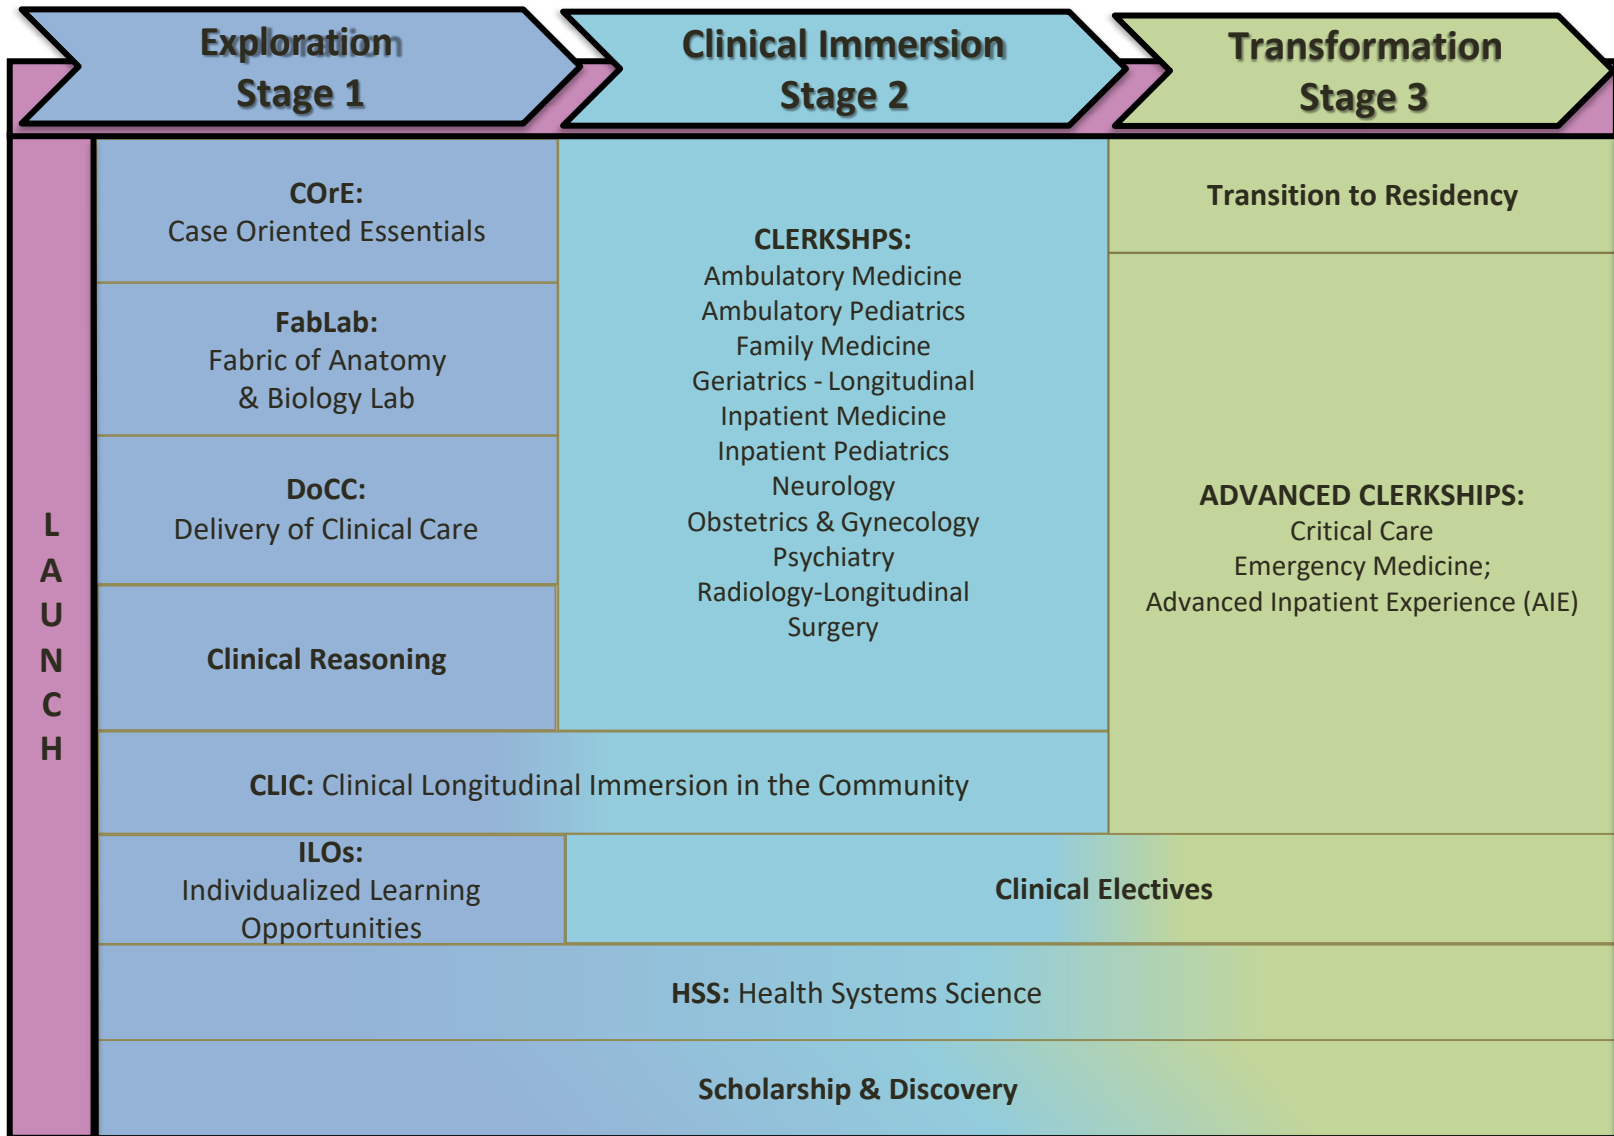 Exploration
Stage 1
Clinical Immersion
Stage 2
Transformation
Stage 3
L
A
U
N
C
H
COrE:
Case Oriented Essentials
FabLab:
Fabric of Anatomy
& Biology Lab
DoCC:
Delivery of Clinical Care
Clinical Reasoning
CLERKSHPS:
Ambulatory Medicine
Ambulatory Pediatrics
Family Medicine
Geriatrics - Longitudinal
Inpatient Medicine
Inpatient Pediatrics
Neurology
Obstetrics & Gynecology
Psychiatry
Radiology-Longitudinal
Surgery
Transition to Residency
ADVANCED CLERKSHIPS:
Critical Care
Emergency Medicine;
Advanced Inpatient Experience (AIE)
CLIC: Clinical Longitudinal Immersion in the Community
ILOs:
Individualized Learning
Opportunities
Clinical Electives
HSS: Health Systems Science
Scholarship & Discovery